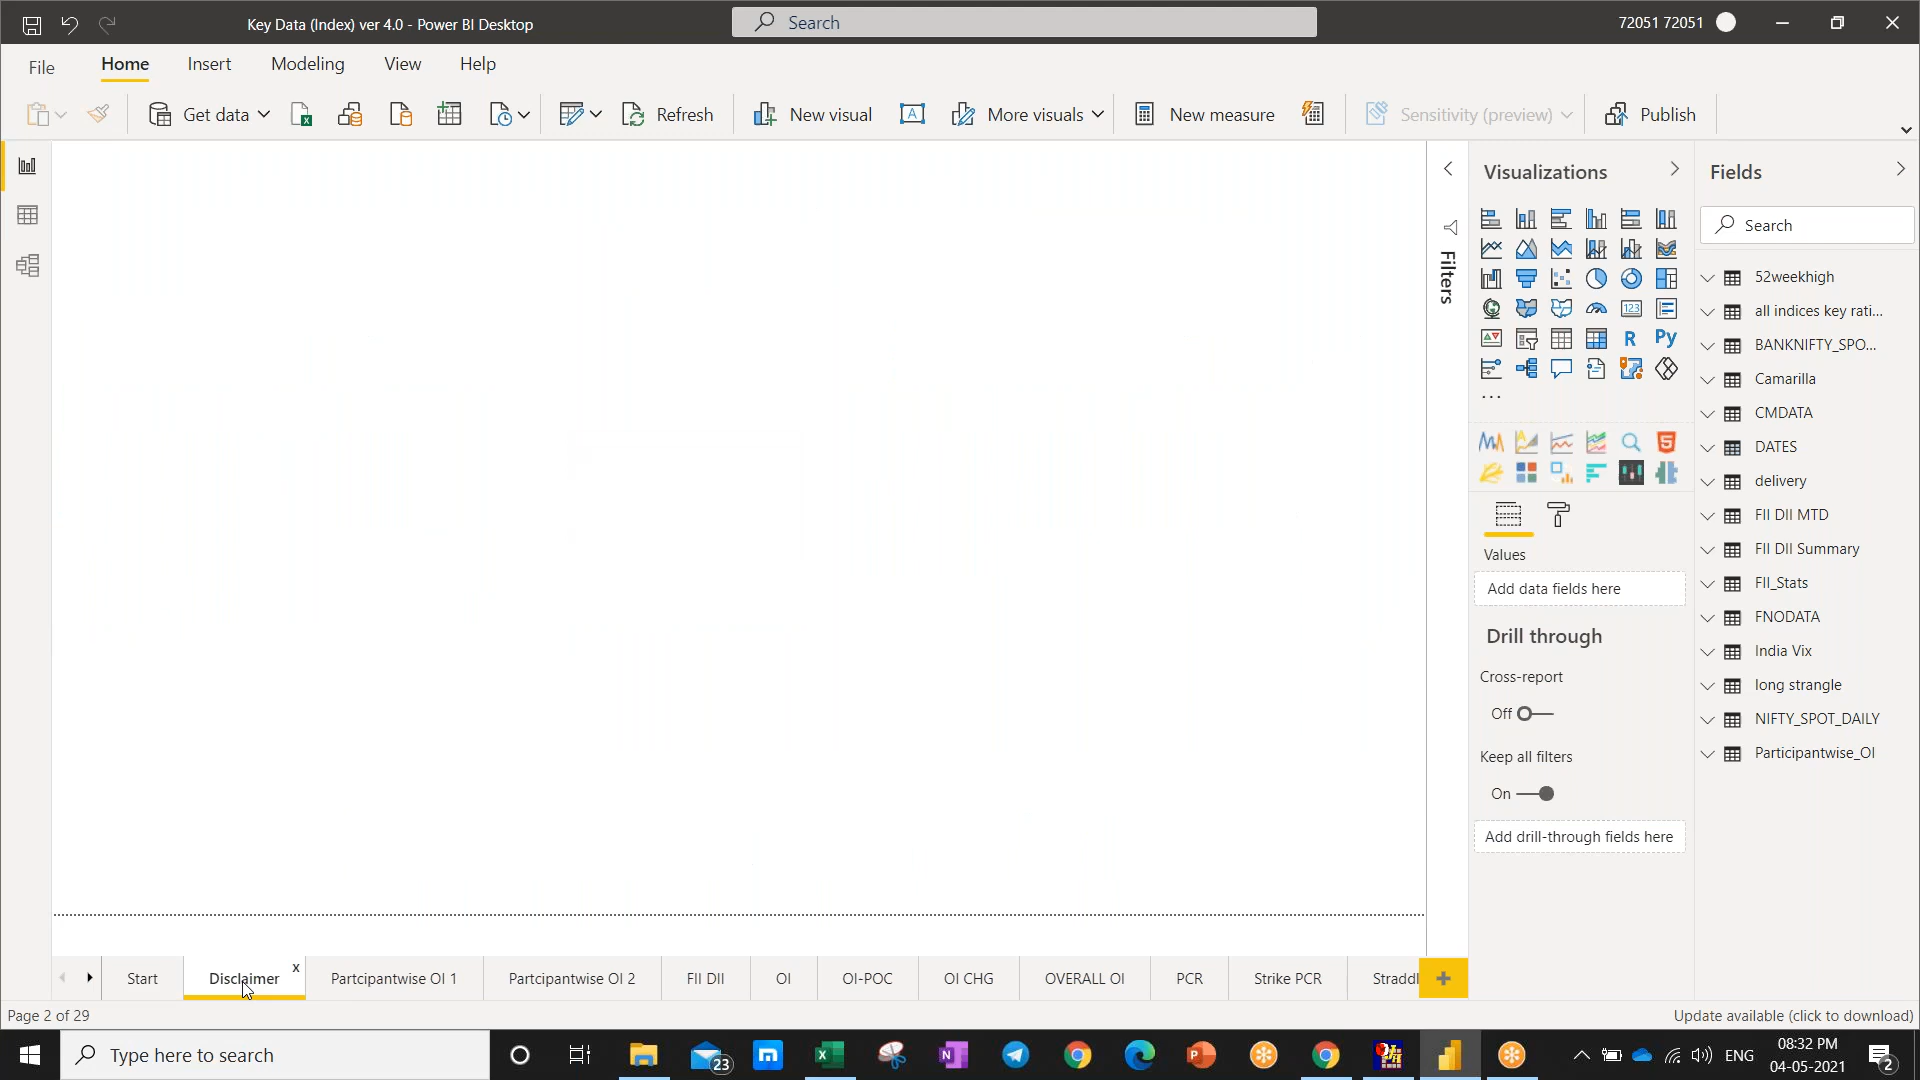 Key Data (Index) ver 4.0 - Power BI Desktop
Search
72051 72051
File
Home
Insert
Modeling
View
Help
Get data
Refresh
New visual
More visuals
New measure
Sensitivity (preview)
Publish
Filters
Visualizations
123
R
Py
...
Values
Add data fields here
Drill through
Cross-report
Off
Keep all filters
On
Add drill-through fields here
Fields
Search
52weekhigh
all indices key rati...
BANKNIFTY_SPO...
Camarilla
CMDATA
DATES
delivery
FII DII MTD
FII DII Summary
FII_Stats
FNODATA
India Vix
long strangle
NIFTY_SPOT_DAILY
Participantwise_OI
Start
Disclaimer
x
Partcipantwise OI 1
Partcipantwise OI 2
FII DII
OI
OI-POC
OI CHG
OVERALL OI
PCR
Strike PCR
Straddl
Page 2 of 29
Update available (click to download)
Type here to search
23
ENG
08:32 PM
04-05-2021
2